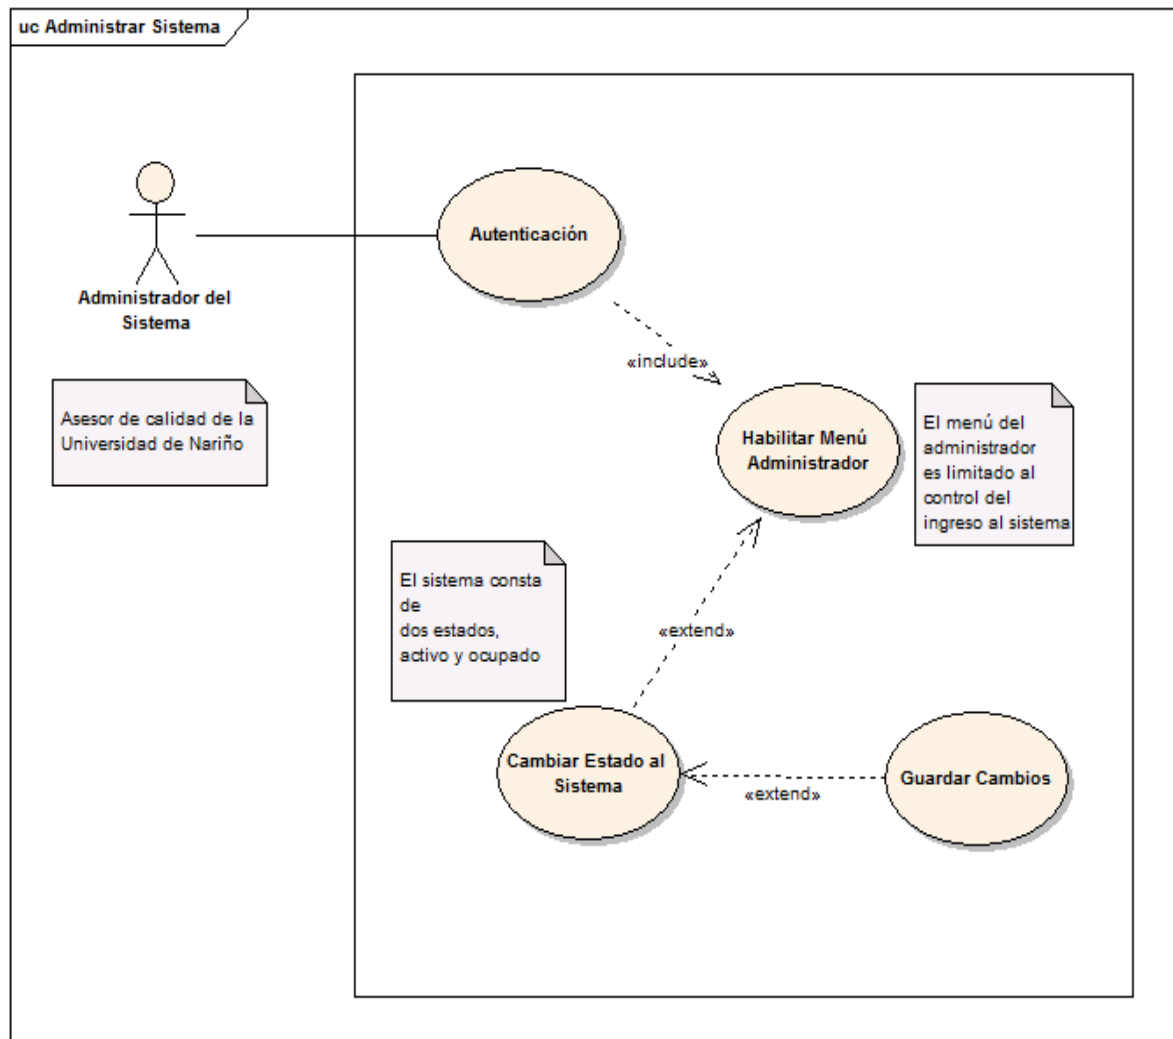 uc Administrar Sistema
Autenticación
Administrador del
Sistema
«include»
Asesor de calidad de la
Universidad de Nariño
Habilitar Menú
Administrador
El menú del
administrador
es limitado al
control del
ingreso al sistema
El sistema consta
de
dos estados,
activo y ocupado
«extend»
Cambiar Estado al
Sistema
«extend»
Guardar Cambios